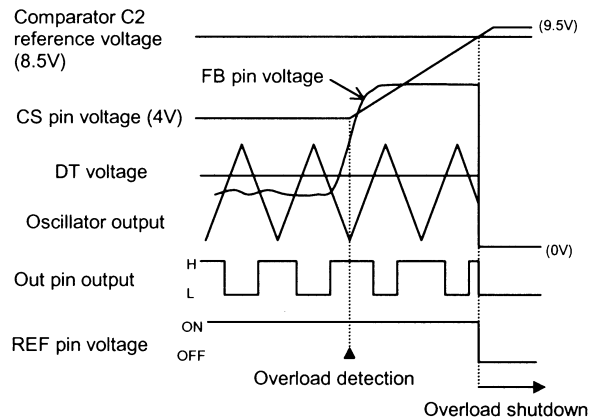 Comparator C2
reference voltage
(8.5V)
(9.5V)
FB pin voltage
CS pin voltage (4V)
DT voltage
Oscillator output
(0V)
H
Out pin output
L
ON
REF pin voltage
OFF
Overload detection
Overload shutdown